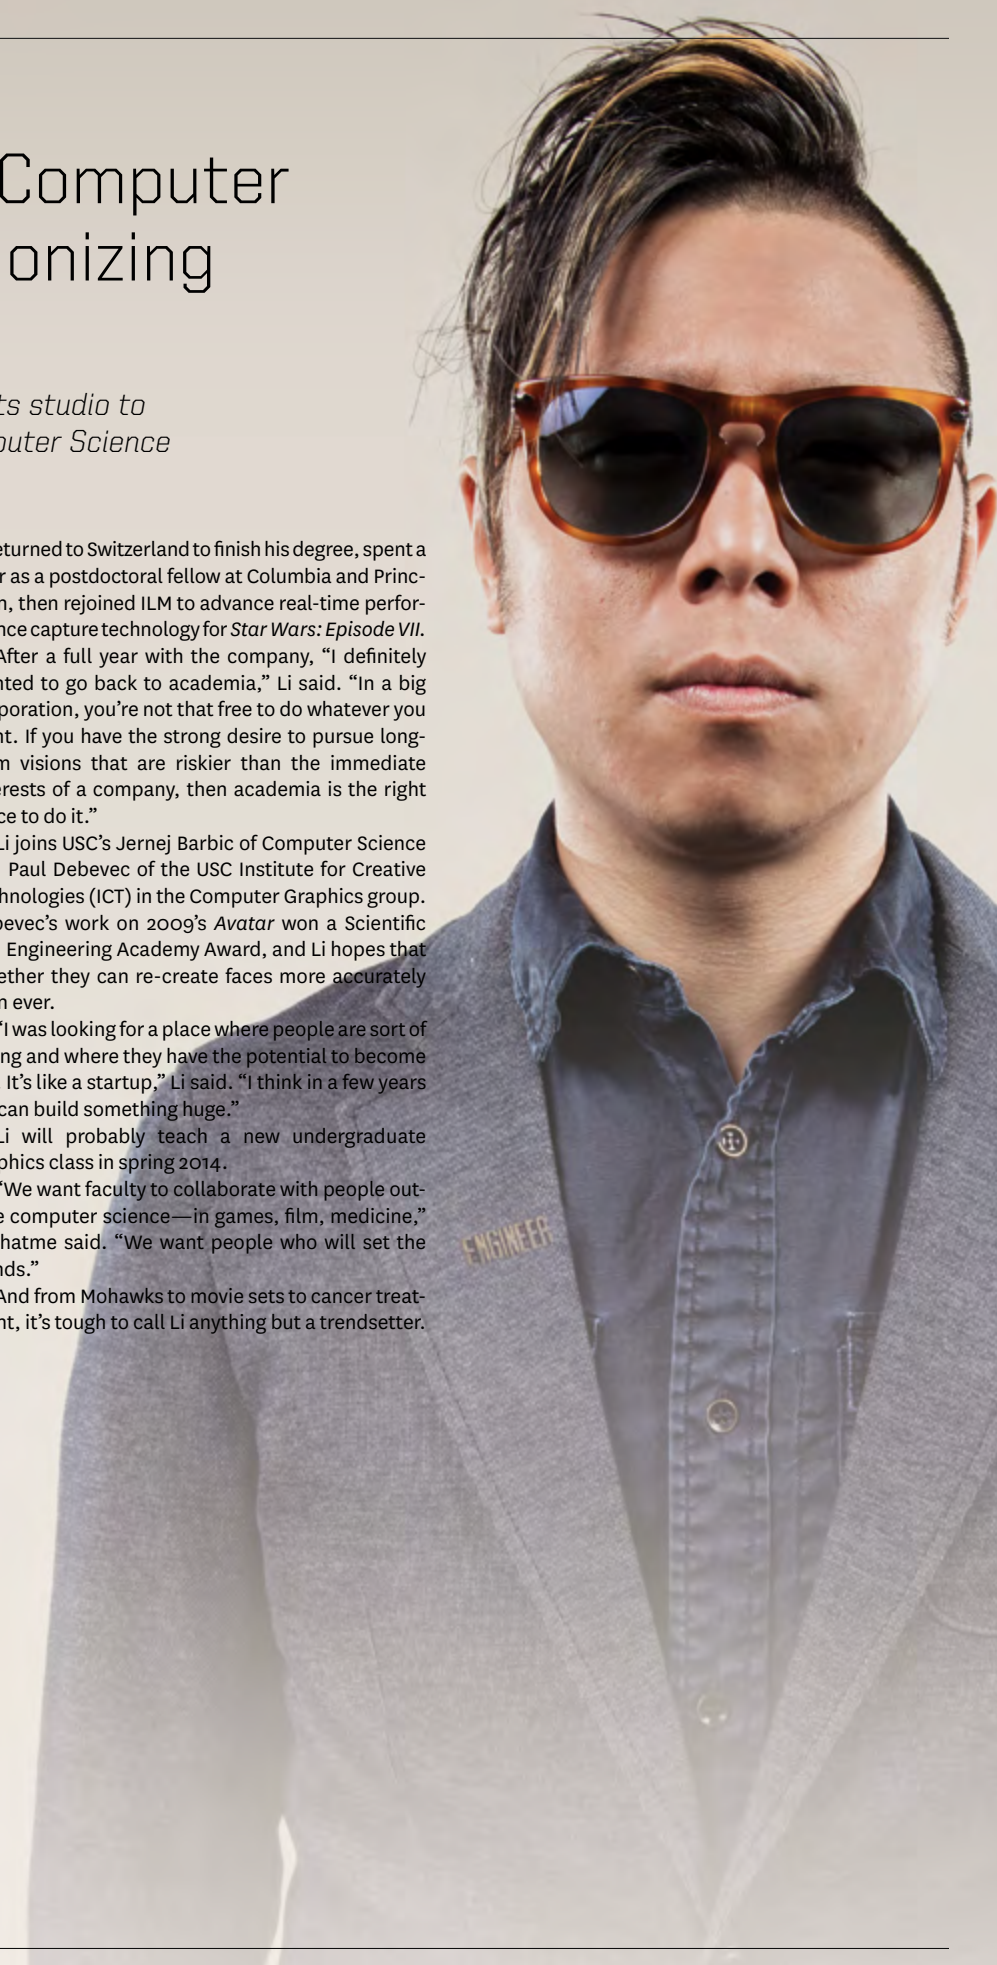 Computer
onizing
ts studio to
puter Science
eturned to Switzerland to finish his degree, spent a
r as a postdoctoral fellow at Columbia and Princ-
n, then rejoined ILM to advance real-time perfor-
nce capture technology for Star Wars: Episode VII.
After a full year with the company, “I definitely
nted to go back to academia,” Li said. “In a big
poration, you’re not that free to do whatever you
nt. If you have the strong desire to pursue long-
m visions that are riskier than the immediate
erests of a company, then academia is the right
ce to do it.”
Li joins USC’s Jernej Barbic of Computer Science
Paul Debevec of the USC Institute for Creative
hnologies (ICT) in the Computer Graphics group.
bevec’s work on 2009’s Avatar won a Scientific
Engineering Academy Award, and Li hopes that
ether they can re-create faces more accurately
n ever.
“I was looking for a place where people are sort of
ng and where they have the potential to become
. It’s like a startup,” Li said. “I think in a few years
can build something huge.”
Li will probably teach a new undergraduate
phics class in spring 2014.
“We want faculty to collaborate with people out-
e computer science—in games, film, medicine,”
hatme said. “We want people who will set the
nds.”
And from Mohawks to movie sets to cancer treat-
nt, it’s tough to call Li anything but a trendsetter.
ENGINEER